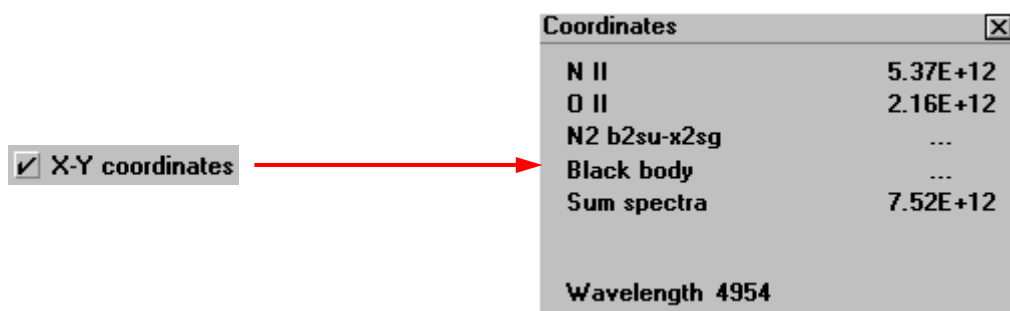 Coordinates
N II 5.37E+12
O II 2.16E+12
N2 b2su-x2sg ...
Black body ...
Sum spectra 7.52E+12
Wavelength 4954
X-Y coordinates